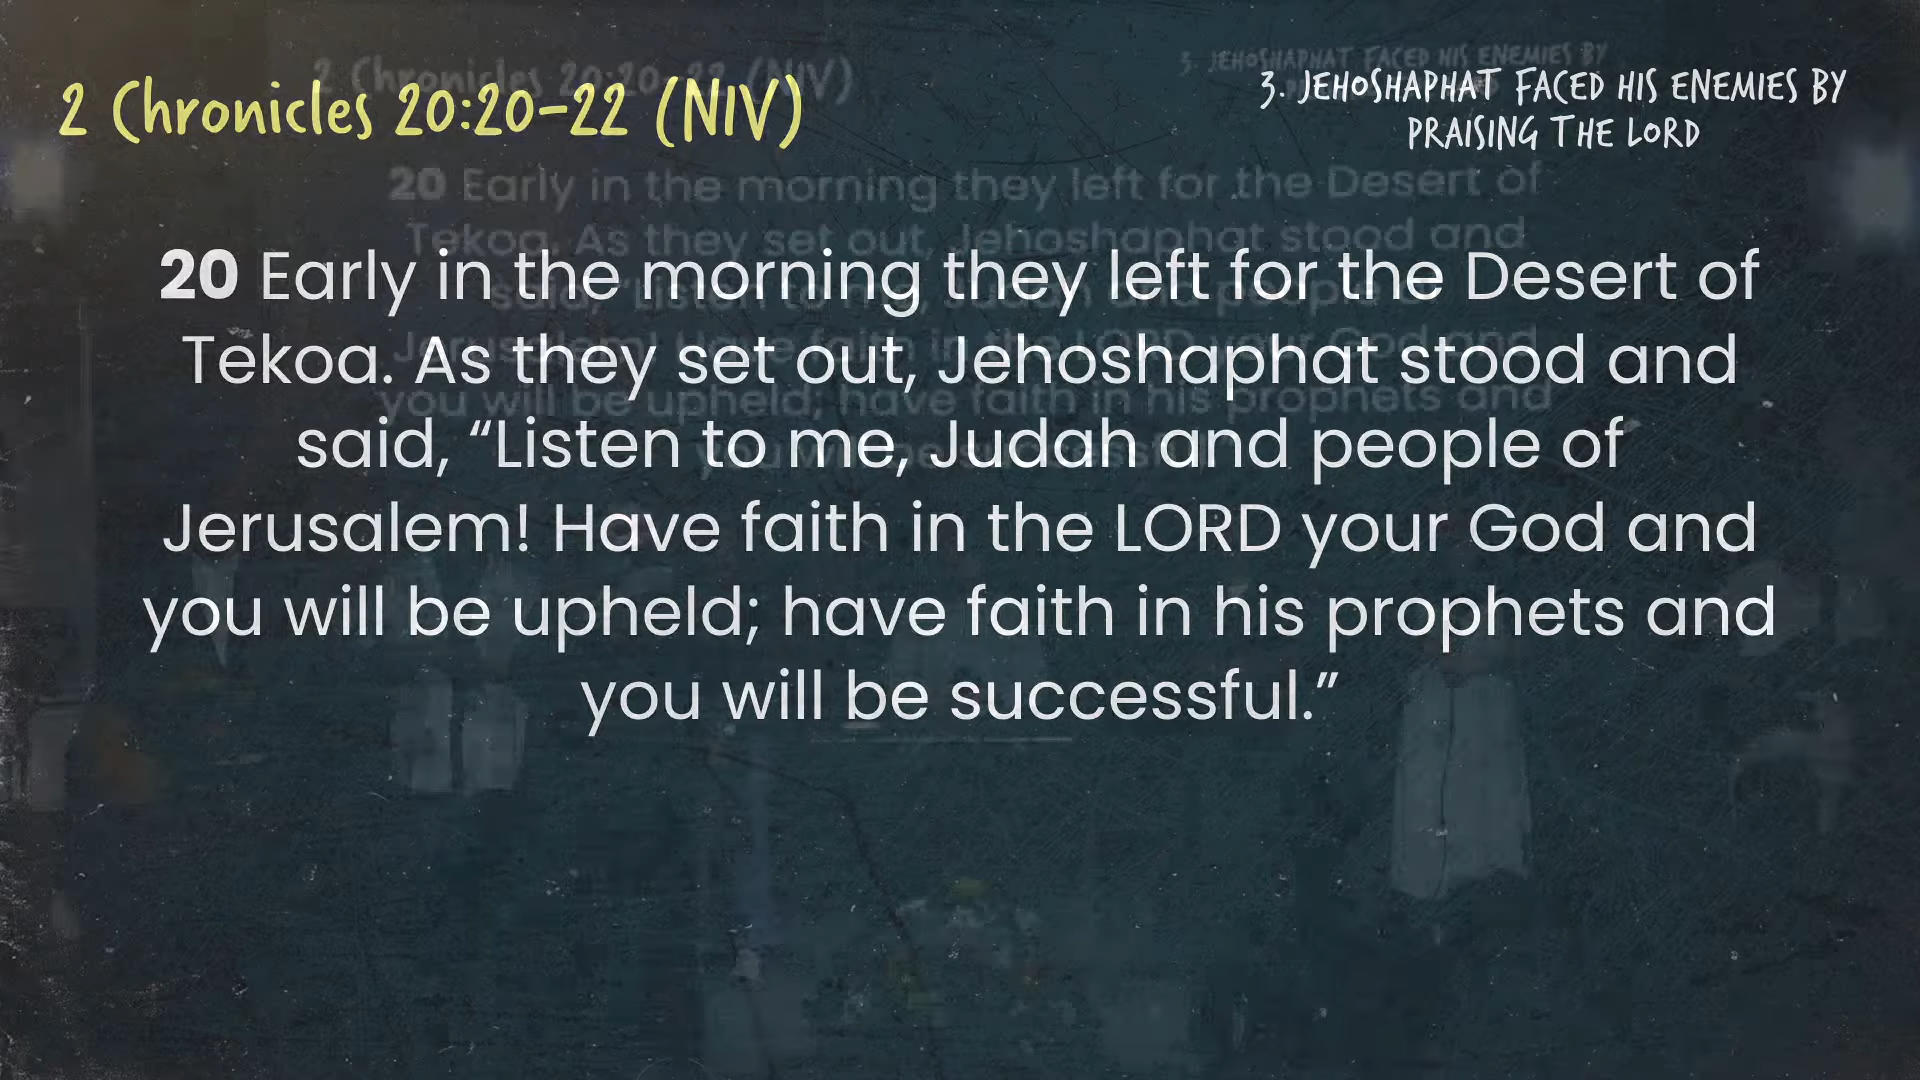 2 Chronicles 20:20-22 (NIV)
3. JEHOSHAPHAT FACED HIS ENEMIES BY
PRAISING THE LORD
20 Early in the morning they left for the Desert of
Tekoa. As they set out, Jehoshaphat stood and
said, “Listen to me, Judah and people of
Jerusalem! Have faith in the LORD your God and
you will be upheld; have faith in his prophets and
you will be successful.”